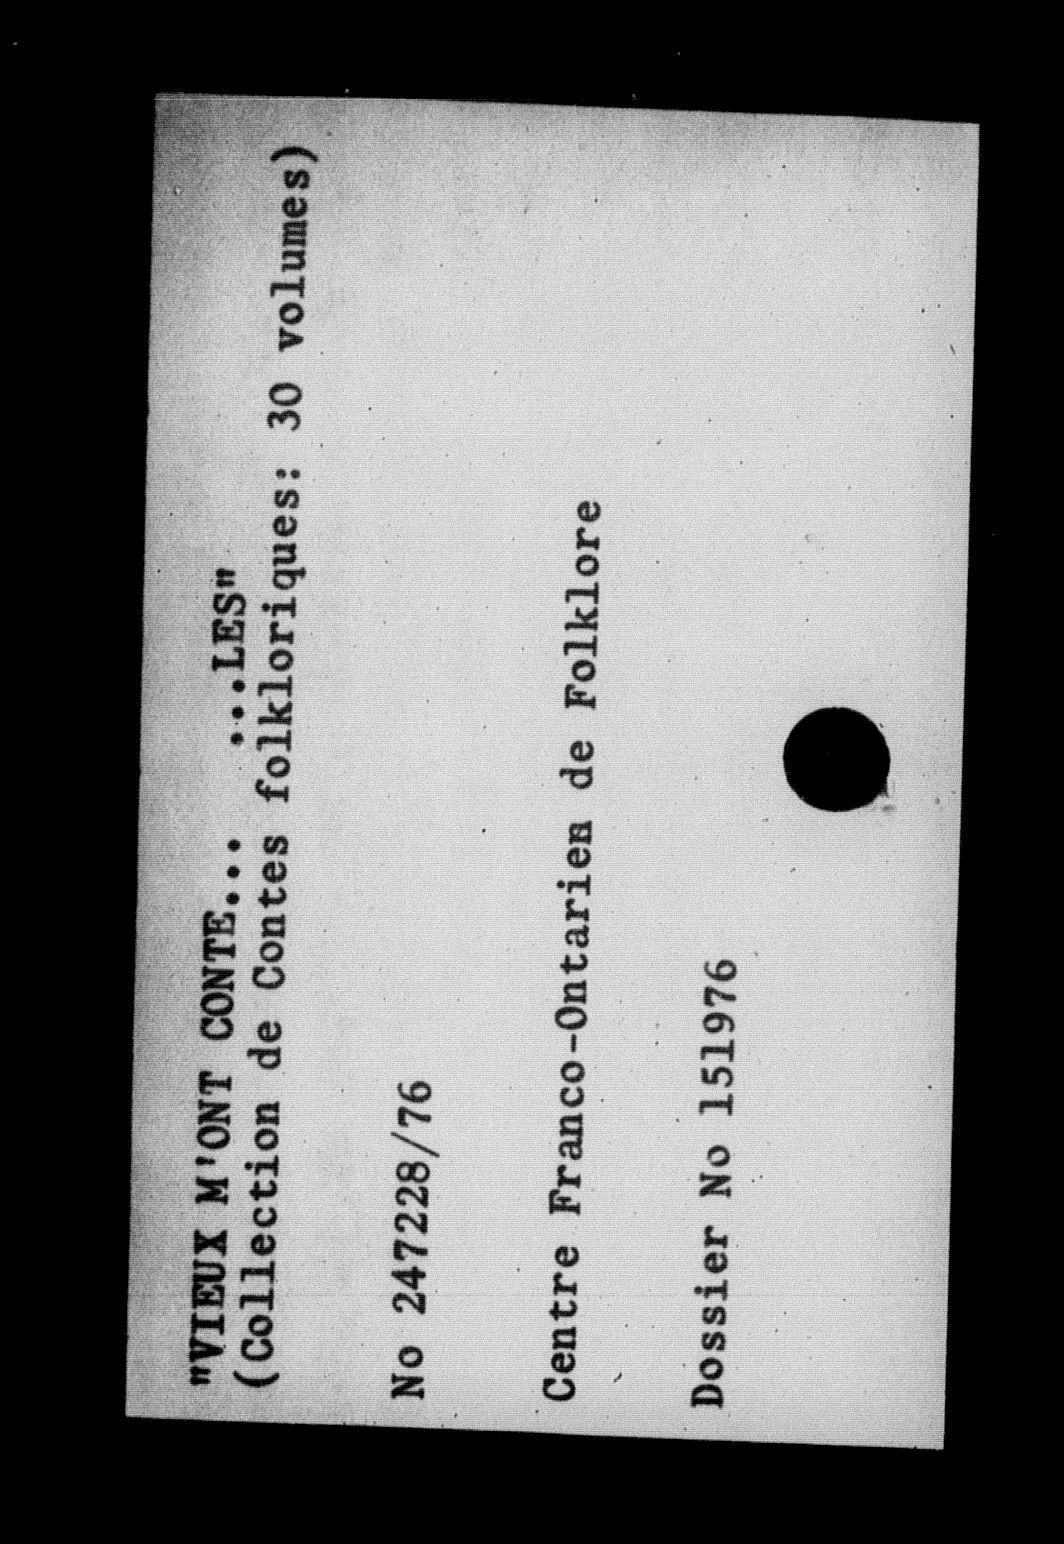 "VIEUX M'ONT CONTE... ...LES"
(Collection de Contes folkloriques: 30 volumes)
No 247228/76
Centre Franco-Ontarien de Folklore
Dossier No 151976